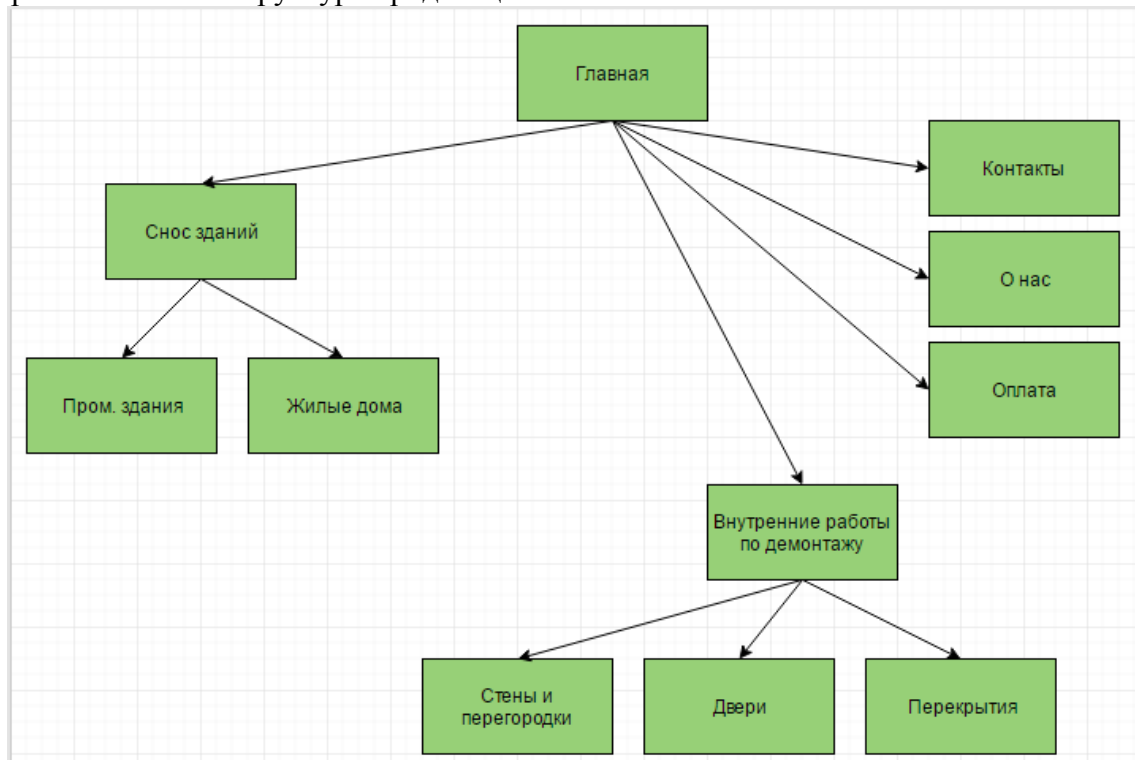 Главная
Контакты
Снос зданий
О нас
Пром. здания
Жилые дома
Оплата
Внутренние работы
по демонтажу
Стены и
перегородки
Двери
Перекрытия